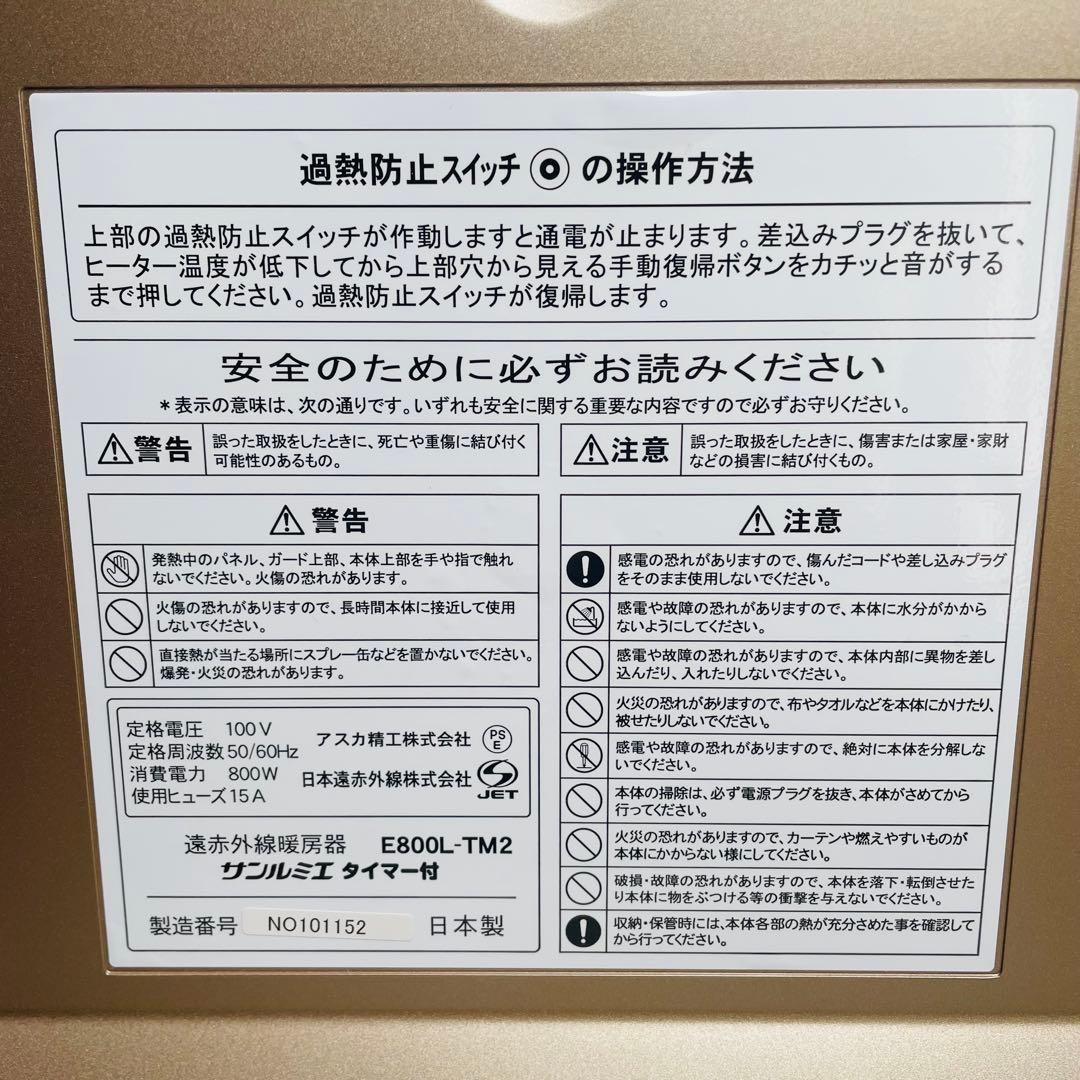 過熱防止スイッチ の操作方法
上部の過熱防止スイッチが作動しますと通電が止まります。差込みプラグを抜いて、
ヒーター温度が低下してから上部穴から見える手動復帰ボタンをカチッと音がする
まで押してください。過熱防止スイッチが復帰します。
安全のために必ずお読みください
*表示の意味は、次の通りです。いずれも安全に関する重要な内容ですので必ずお守りください。
警告
誤った取扱をしたときに、死亡や重傷に結び付く
可能性のあるもの。
注意
誤った取扱をしたときに、傷害または家屋・家財
などの損害に結び付くもの。
警告
発熱中のパネル、ガード上部、本体上部を手や指で触れ
ないでください。火傷の恐れがあります。
火傷の恐れがありますので、長時間本体に接近して使用
しないでください。
直接熱が当たる場所にスプレー缶などを置かないでください。
爆発・火災の恐れがあります。
注意
感電の恐れがありますので、傷んだコードや差し込みプラグ
をそのまま使用しないでください。
感電や故障の恐れがありますので、本体に水分がかから
ないようにしてください。
感電や故障の恐れがありますので、本体内部に異物を差し
込んだり、入れたりしないでください。
火災の恐れがありますので、布やタオルなどを本体にかけたり、
被せたりしないでください。
感電や故障の恐れがありますので、絶対に本体を分解しな
いでください。
本体の掃除は、必ず電源プラグを抜き、本体がさめてから
行ってください。
火災の恐れがありますので、カーテンや燃えやすいものが
本体にかからない様にしてください。
破損・故障の恐れがありますので、本体を落下・転倒させた
り本体に物をぶつける等の衝撃を与えないでください。
収納・保管時には、本体各部の熱が充分さめた事を確認して
から行ってください。
定格電圧 100V
定格周波数 50/60Hz
消費電力 800W
使用ヒューズ 15A
アスカ精工株式会社 PS
E
日本遠赤外線株式会社 JET
遠赤外線暖房器 E800L-TM2
サンルミエ タイマー付
製造番号 NO101152 日本製